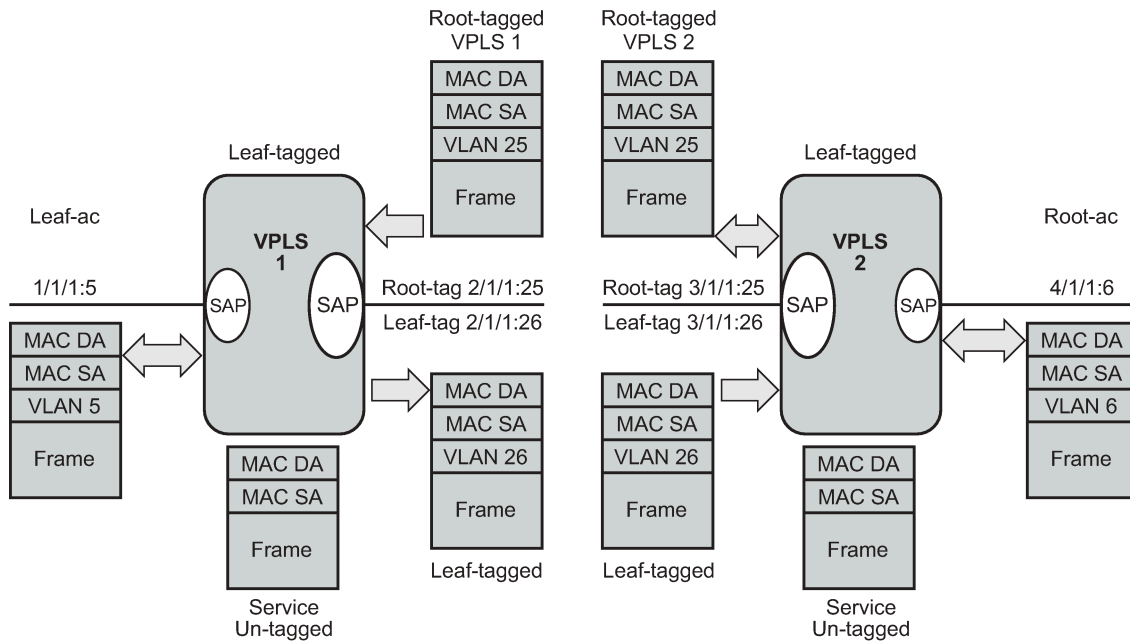 Root-tagged
VPLS 1
MAC DA
MAC SA
VLAN 25
Frame
Root-tagged
VPLS 2
MAC DA
MAC SA
VLAN 25
Frame
Leaf-tagged
VPLS
1
SAP
SAP
Leaf-ac
1/1/1:5
MAC DA
MAC SA
VLAN 5
Frame
Root-tag 2/1/1:25
Leaf-tag 2/1/1:26
MAC DA
MAC SA
VLAN 26
Frame
Leaf-tagged
MAC DA
MAC SA
Frame
Service
Un-tagged
Leaf-tagged
VPLS
2
SAP
SAP
Root-tag 3/1/1:25
Leaf-tag 3/1/1:26
MAC DA
MAC SA
VLAN 26
Frame
Leaf-tagged
Root-ac
4/1/1:6
MAC DA
MAC SA
VLAN 6
Frame
MAC DA
MAC SA
Frame
Service
Un-tagged